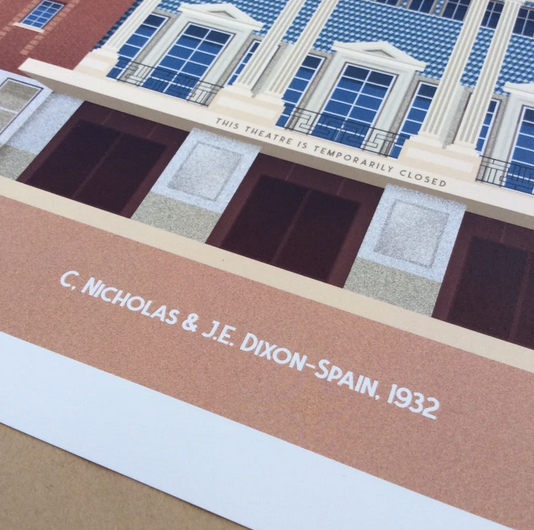 THIS THEATRE IS TEMPORARILY CLOSED
C. NICHOLAS & J.E. DIXON-SPAIN, 1932